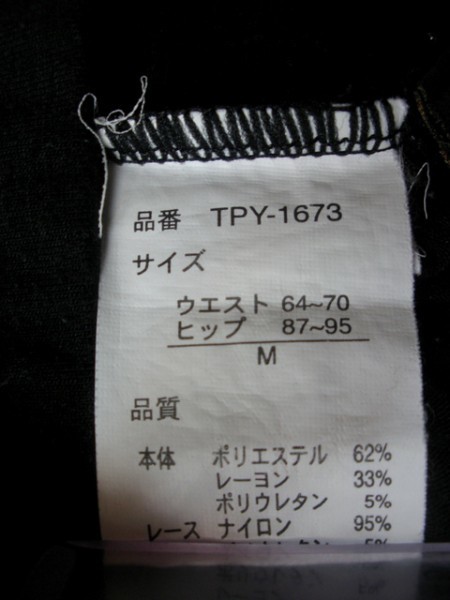 品番 TPY-1673
サイズ
ウエスト 64~70
ヒップ 87~95
M
品質
本体 ポリエステル 62%
レーヨン 33%
ポリウレタン 5%
レース ナイロン 95%